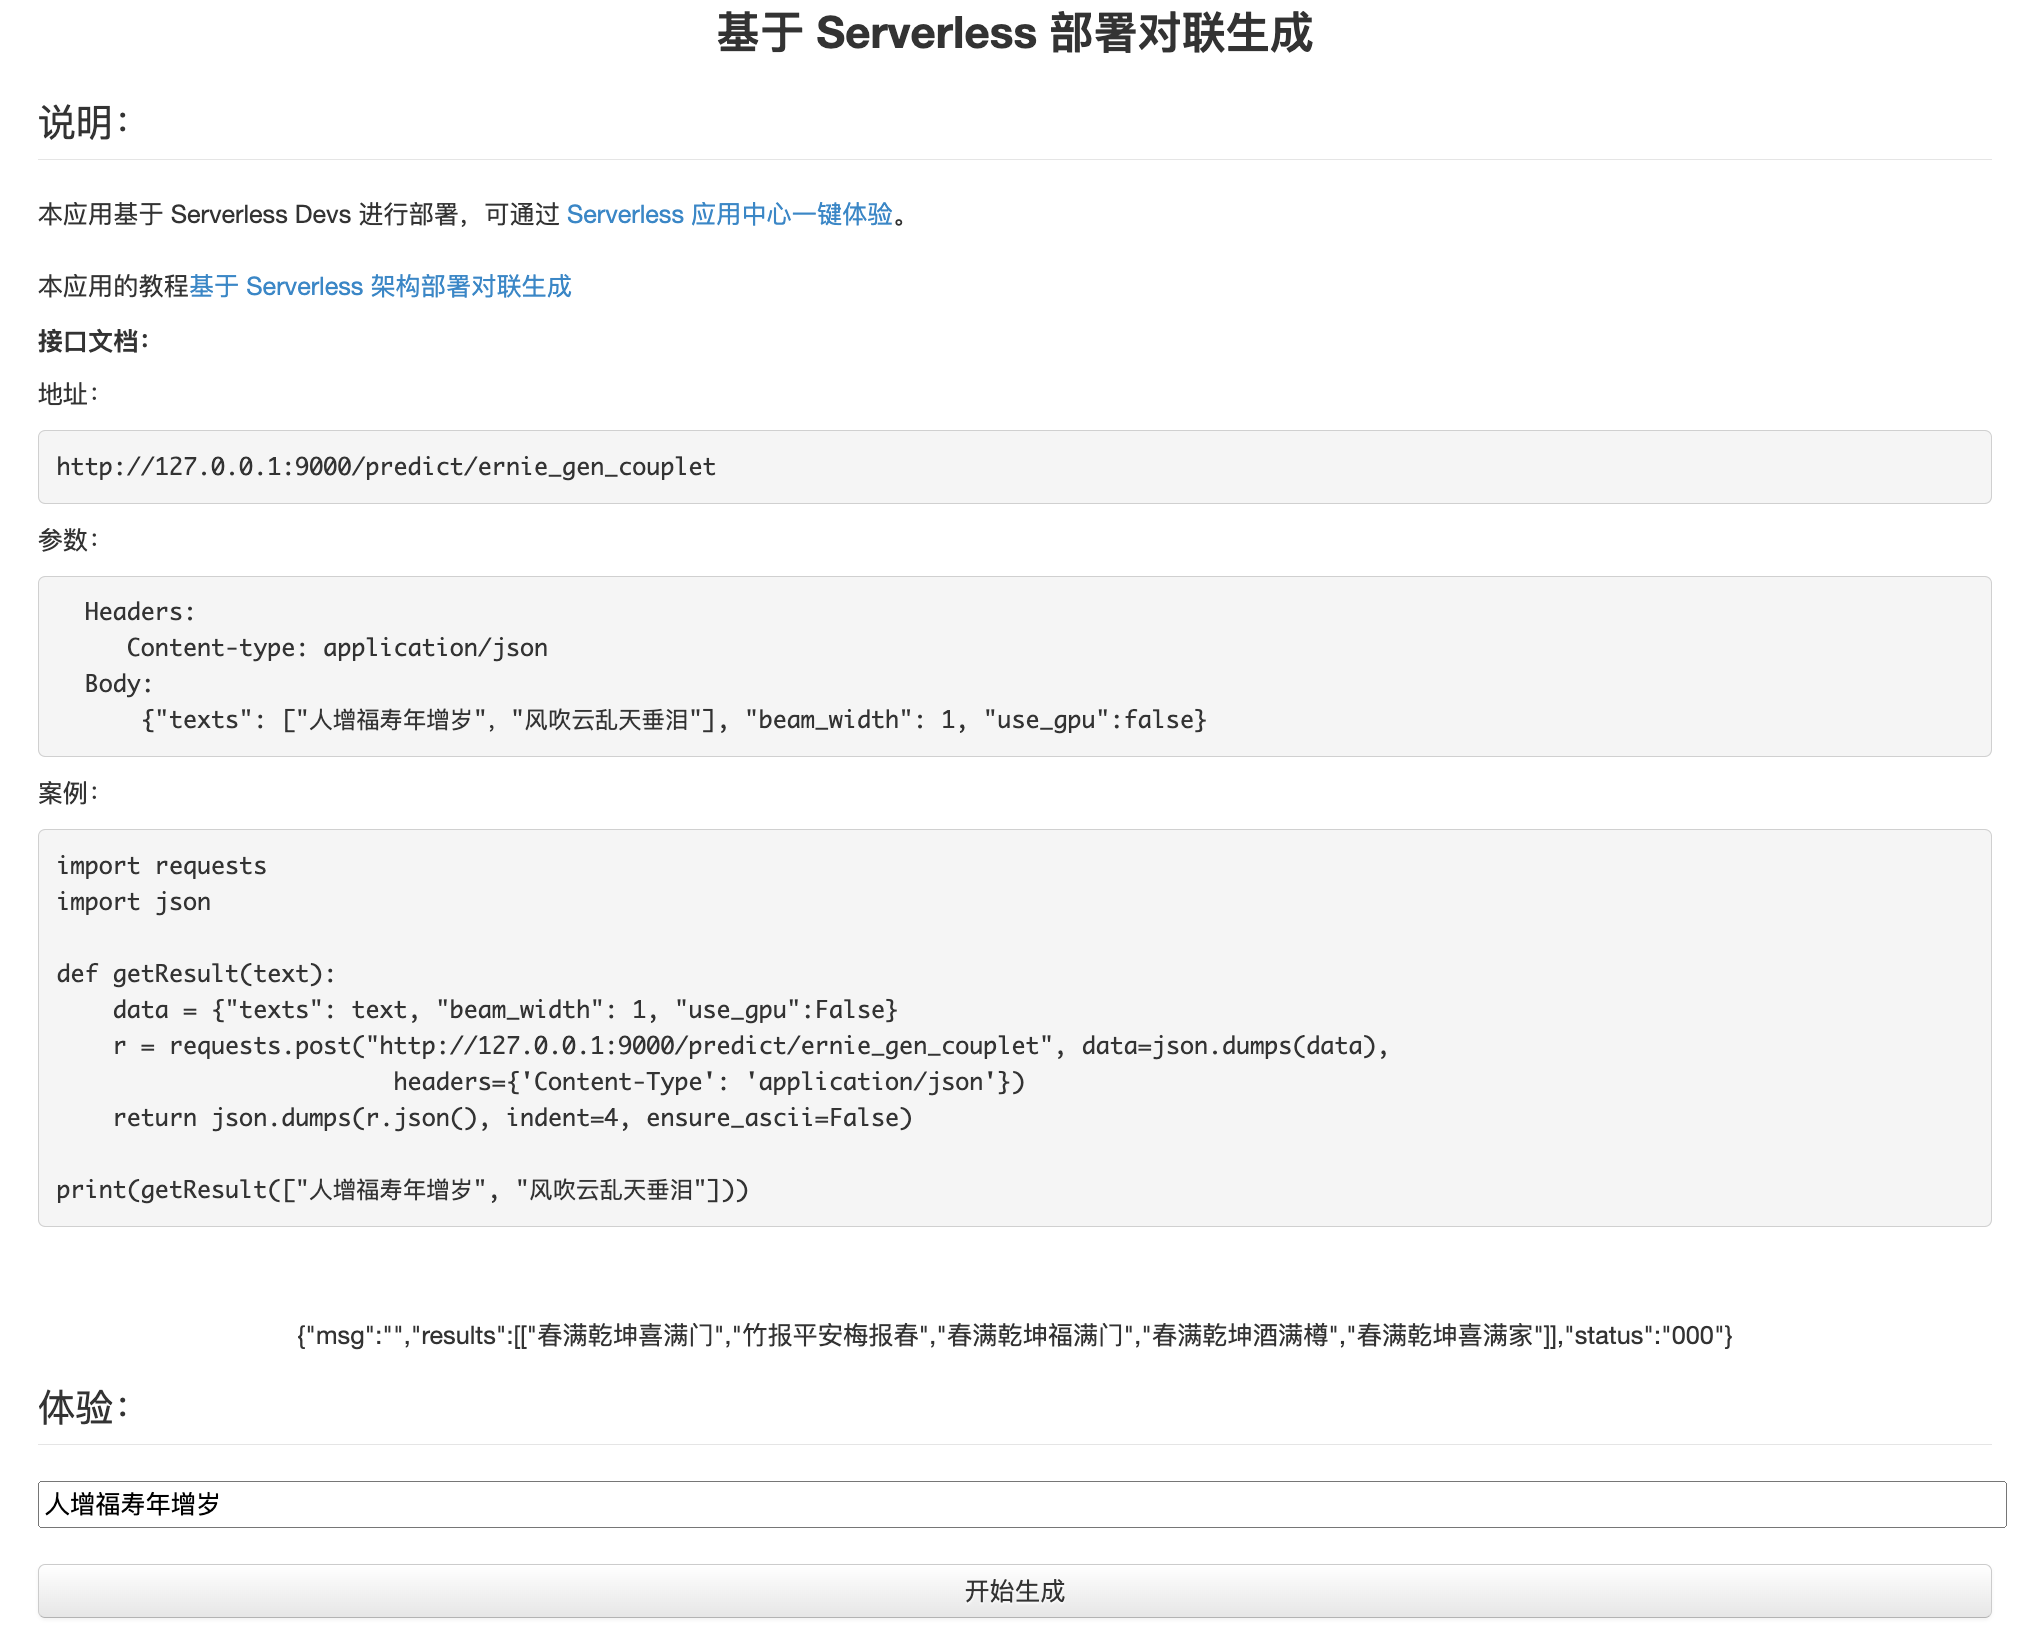 基于 Serverless 部署对联生成
说明：
本应用基于 Serverless Devs 进行部署，可通过 Serverless 应用中心一键体验。
本应用的教程基于 Serverless 架构部署对联生成
接口文档：
地址：
http://127.0.0.1:9000/predict/ernie_gen_couplet
参数：
Headers:
Content-type: application/json
Body:
{"texts": ["人增福寿年增岁", "风吹云乱天垂泪"], "beam_width": 1, "use_gpu":false}
案例：
import requests
import json
def getResult(text):
data = {"texts": text, "beam_width": 1, "use_gpu":False}
r = requests.post("http://127.0.0.1:9000/predict/ernie_gen_couplet", data=json.dumps(data),
headers={'Content-Type': 'application/json'})
return json.dumps(r.json(), indent=4, ensure_ascii=False)
print(getResult(["人增福寿年增岁", "风吹云乱天垂泪"]))
{"msg":"","results":[["春满乾坤喜满门","竹报平安梅报春","春满乾坤福满门","春满乾坤酒满樽","春满乾坤喜满家"]],"status":"000"}
体验：
人增福寿年增岁
开始生成